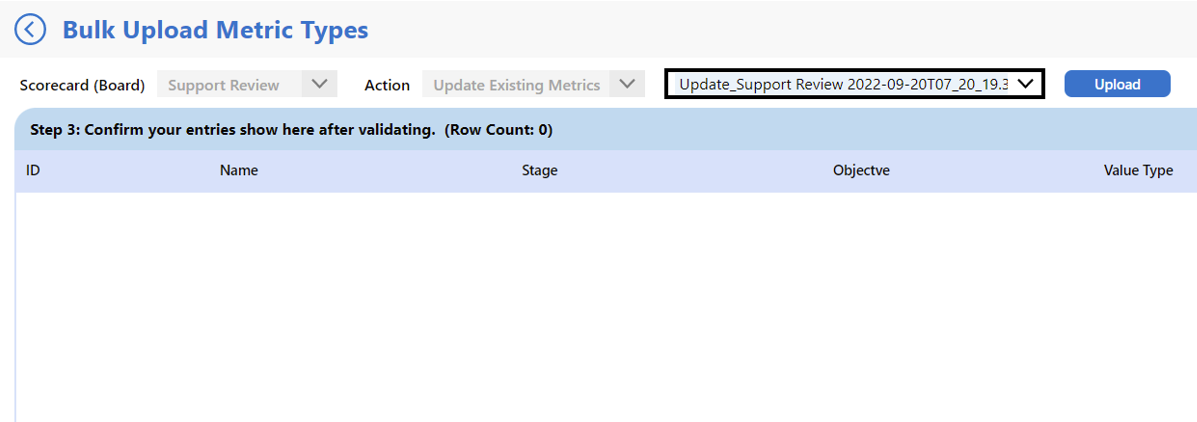 Bulk Upload Metric Types
Scorecard (Board) Support Review Action Update Existing Metrics Update_Support Review 2022-09-20T07_20_19.3 Upload
Step 3: Confirm your entries show here after validating. (Row Count: 0)
ID Name Stage Objectve Value Type